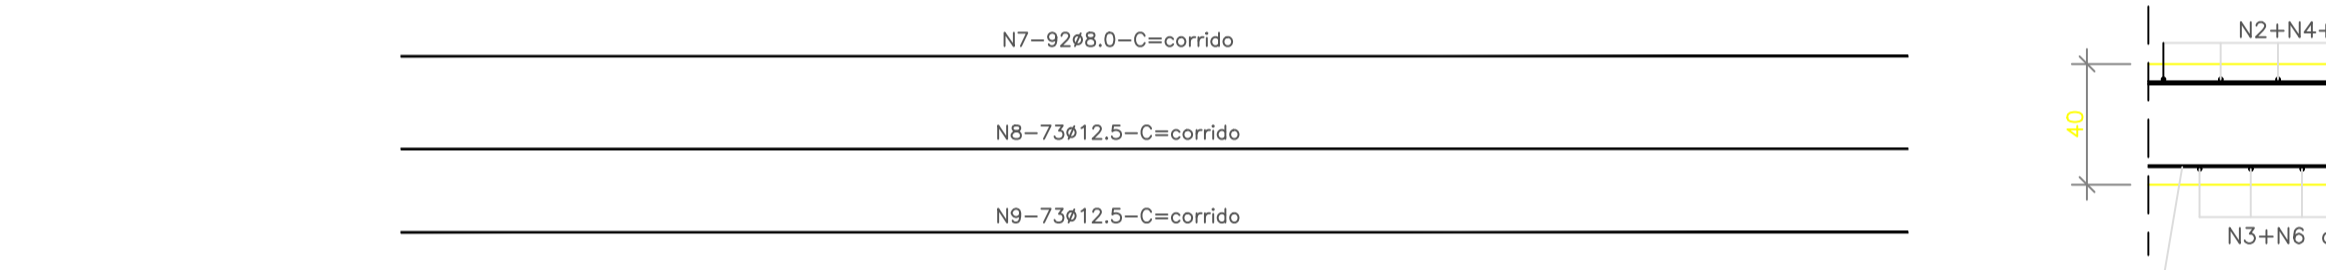 N7-92ø8.0-C=corrido
N8-73ø12.5-C=corrido
N9-73ø12.5-C=corrido
40
N2+N4+
N3+N6